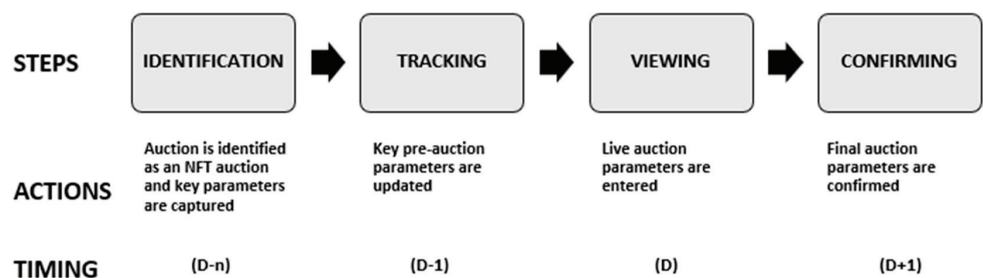 STEPS
IDENTIFICATION
TRACKING
VIEWING
CONFIRMING
ACTIONS
Auction is identified
as an NFT auction
and key parameters
are captured
Key pre-auction
parameters are
updated
Live auction
parameters are
entered
Final auction
parameters are
confirmed
TIMING
(D-n)
(D-1)
(D)
(D+1)